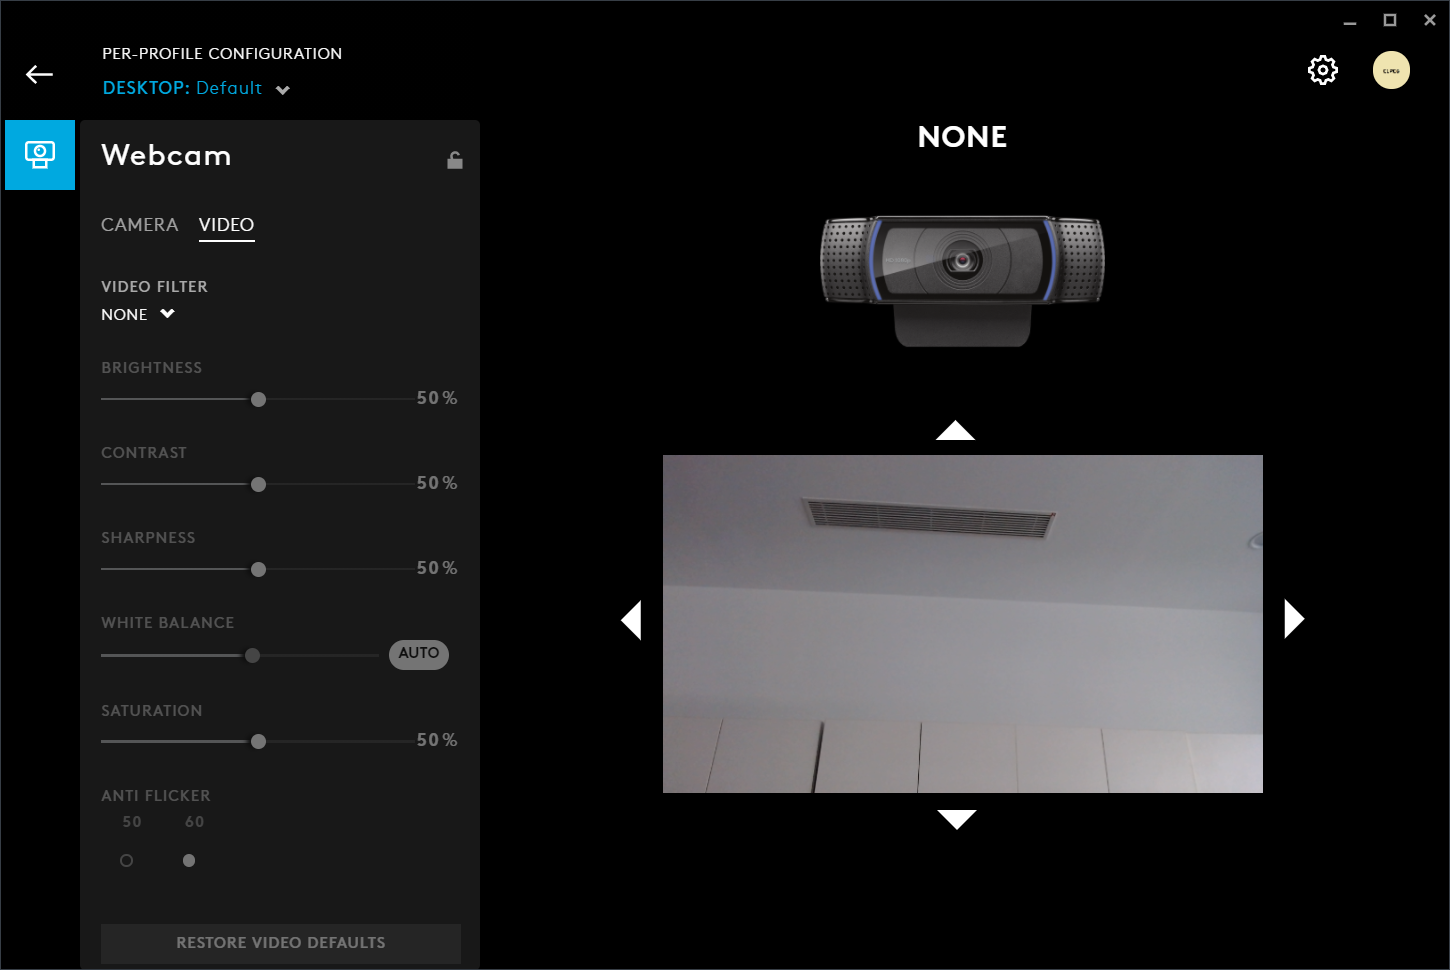 PER-PROFILE CONFIGURATION
DESKTOP: Default
Webcam
CAMERA VIDEO
VIDEO FILTER
NONE
BRIGHTNESS
50 %
CONTRAST
50 %
SHARPNESS
50 %
WHITE BALANCE
AUTO
SATURATION
50 %
ANTI FLICKER
50 60
RESTORE VIDEO DEFAULTS
NONE